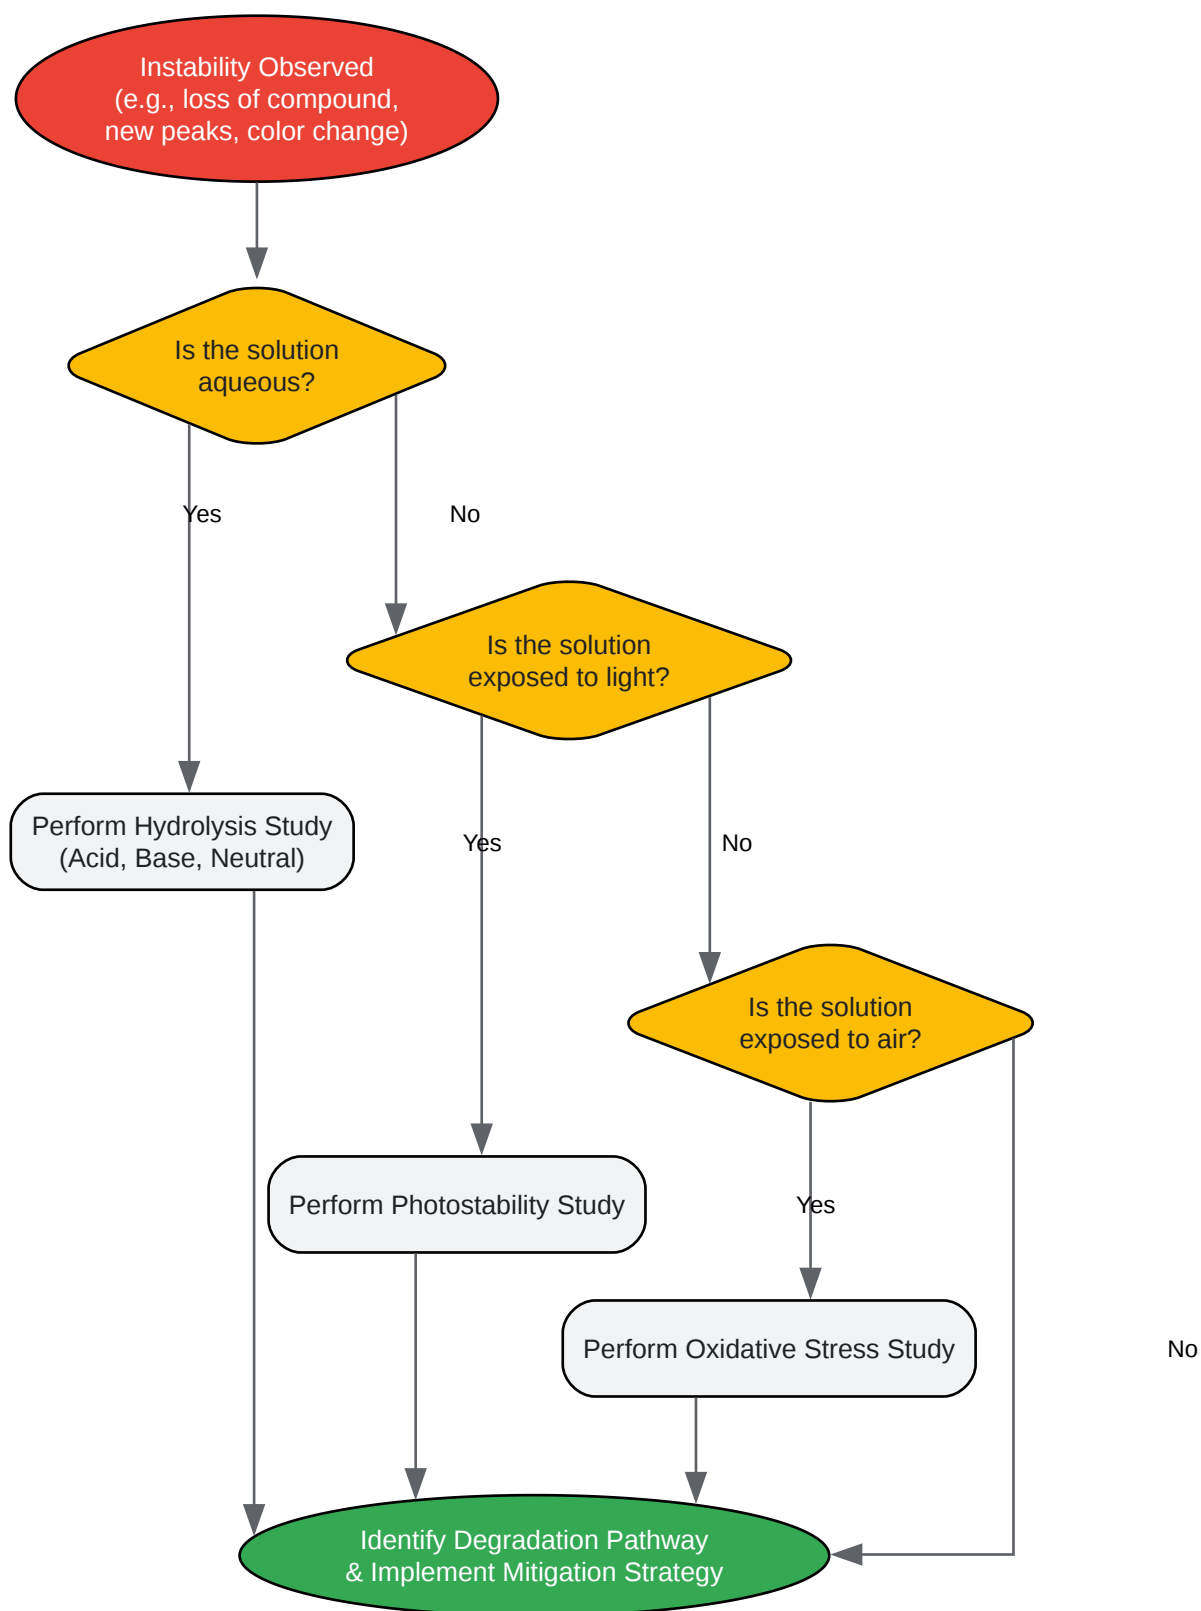 Instability Observed
(e.g., loss of compound,
new peaks, color change)
Is the solution
aqueous?
Yes
No
Is the solution
exposed to light?
Perform Hydrolysis Study
(Acid, Base, Neutral)
Yes
No
Is the solution
exposed to air?
Perform Photostability Study
Yes
Perform Oxidative Stress Study
No
Identify Degradation Pathway
& Implement Mitigation Strategy